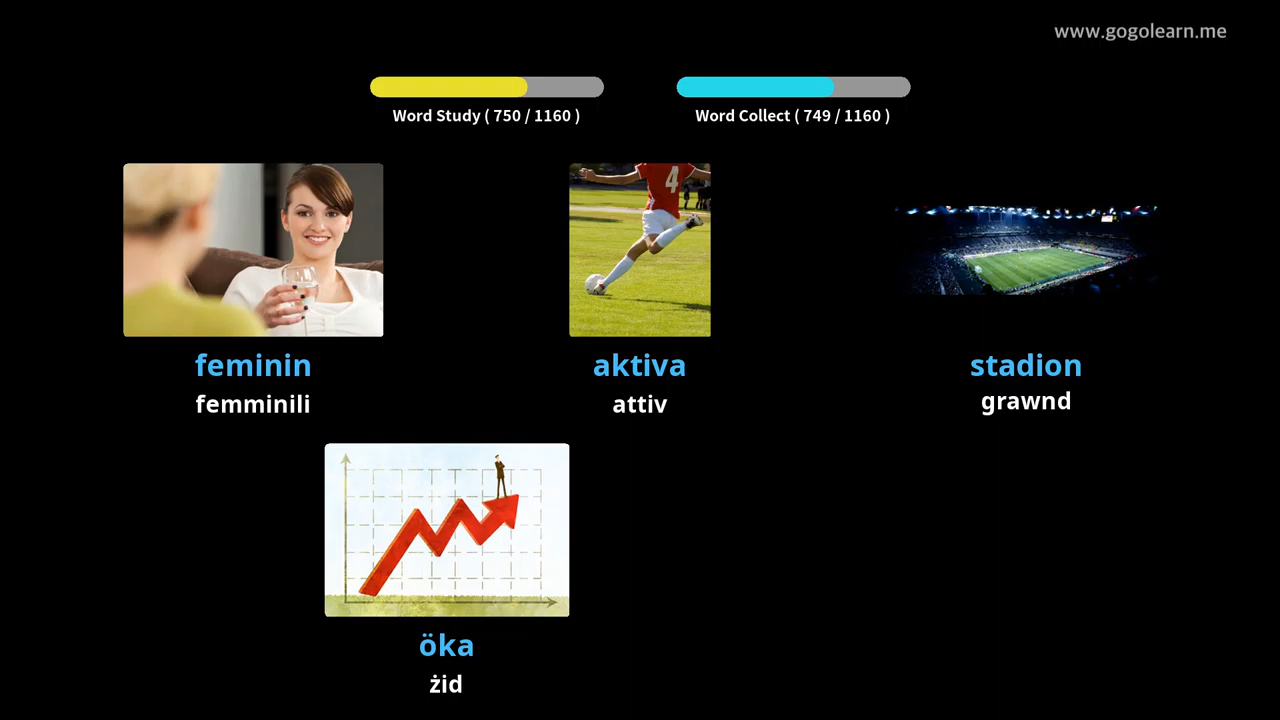 www.gogolearn.me
Word Study ( 750 / 1160 )
Word Collect ( 749 / 1160 )
4
feminin
femminili
aktiva
attiv
stadion
grawnd
öka
żid